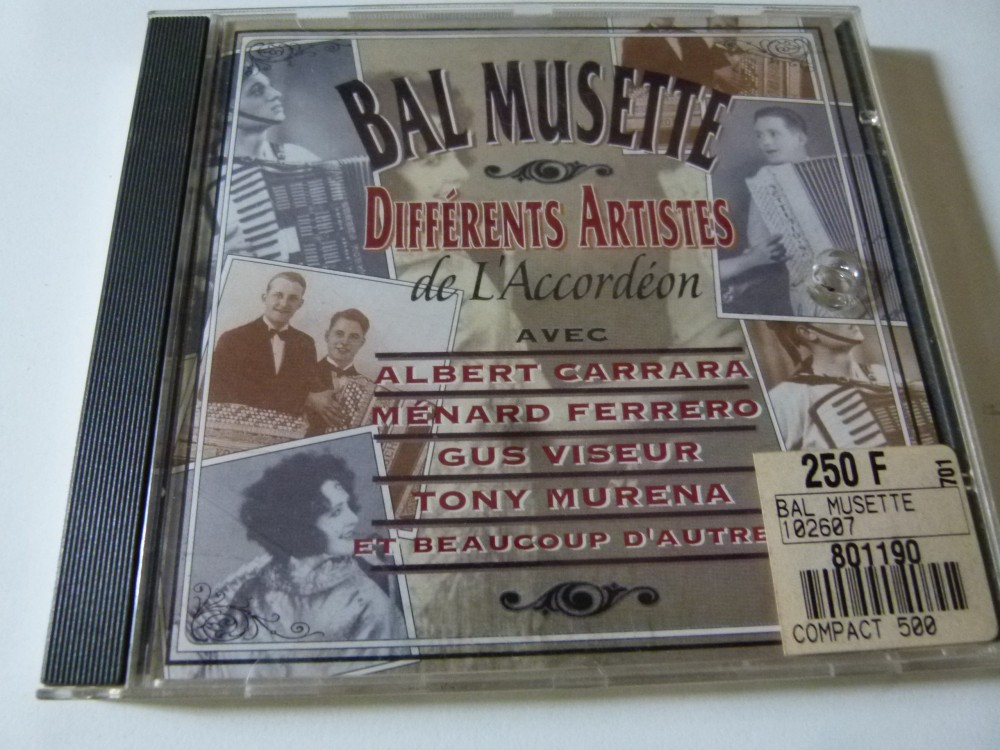 BAL MUSETTE
DIFFÉRENTS ARTISTES
de L'Accordéon
AVEC
ALBERT CARRARA
MÉNARD FERRERO
GUS VISEUR
TONY MURENA
ET BEAUCOUP D'AUTRE
250 F
701
BAL MUSETTE
102607
801190
COMPACT 500